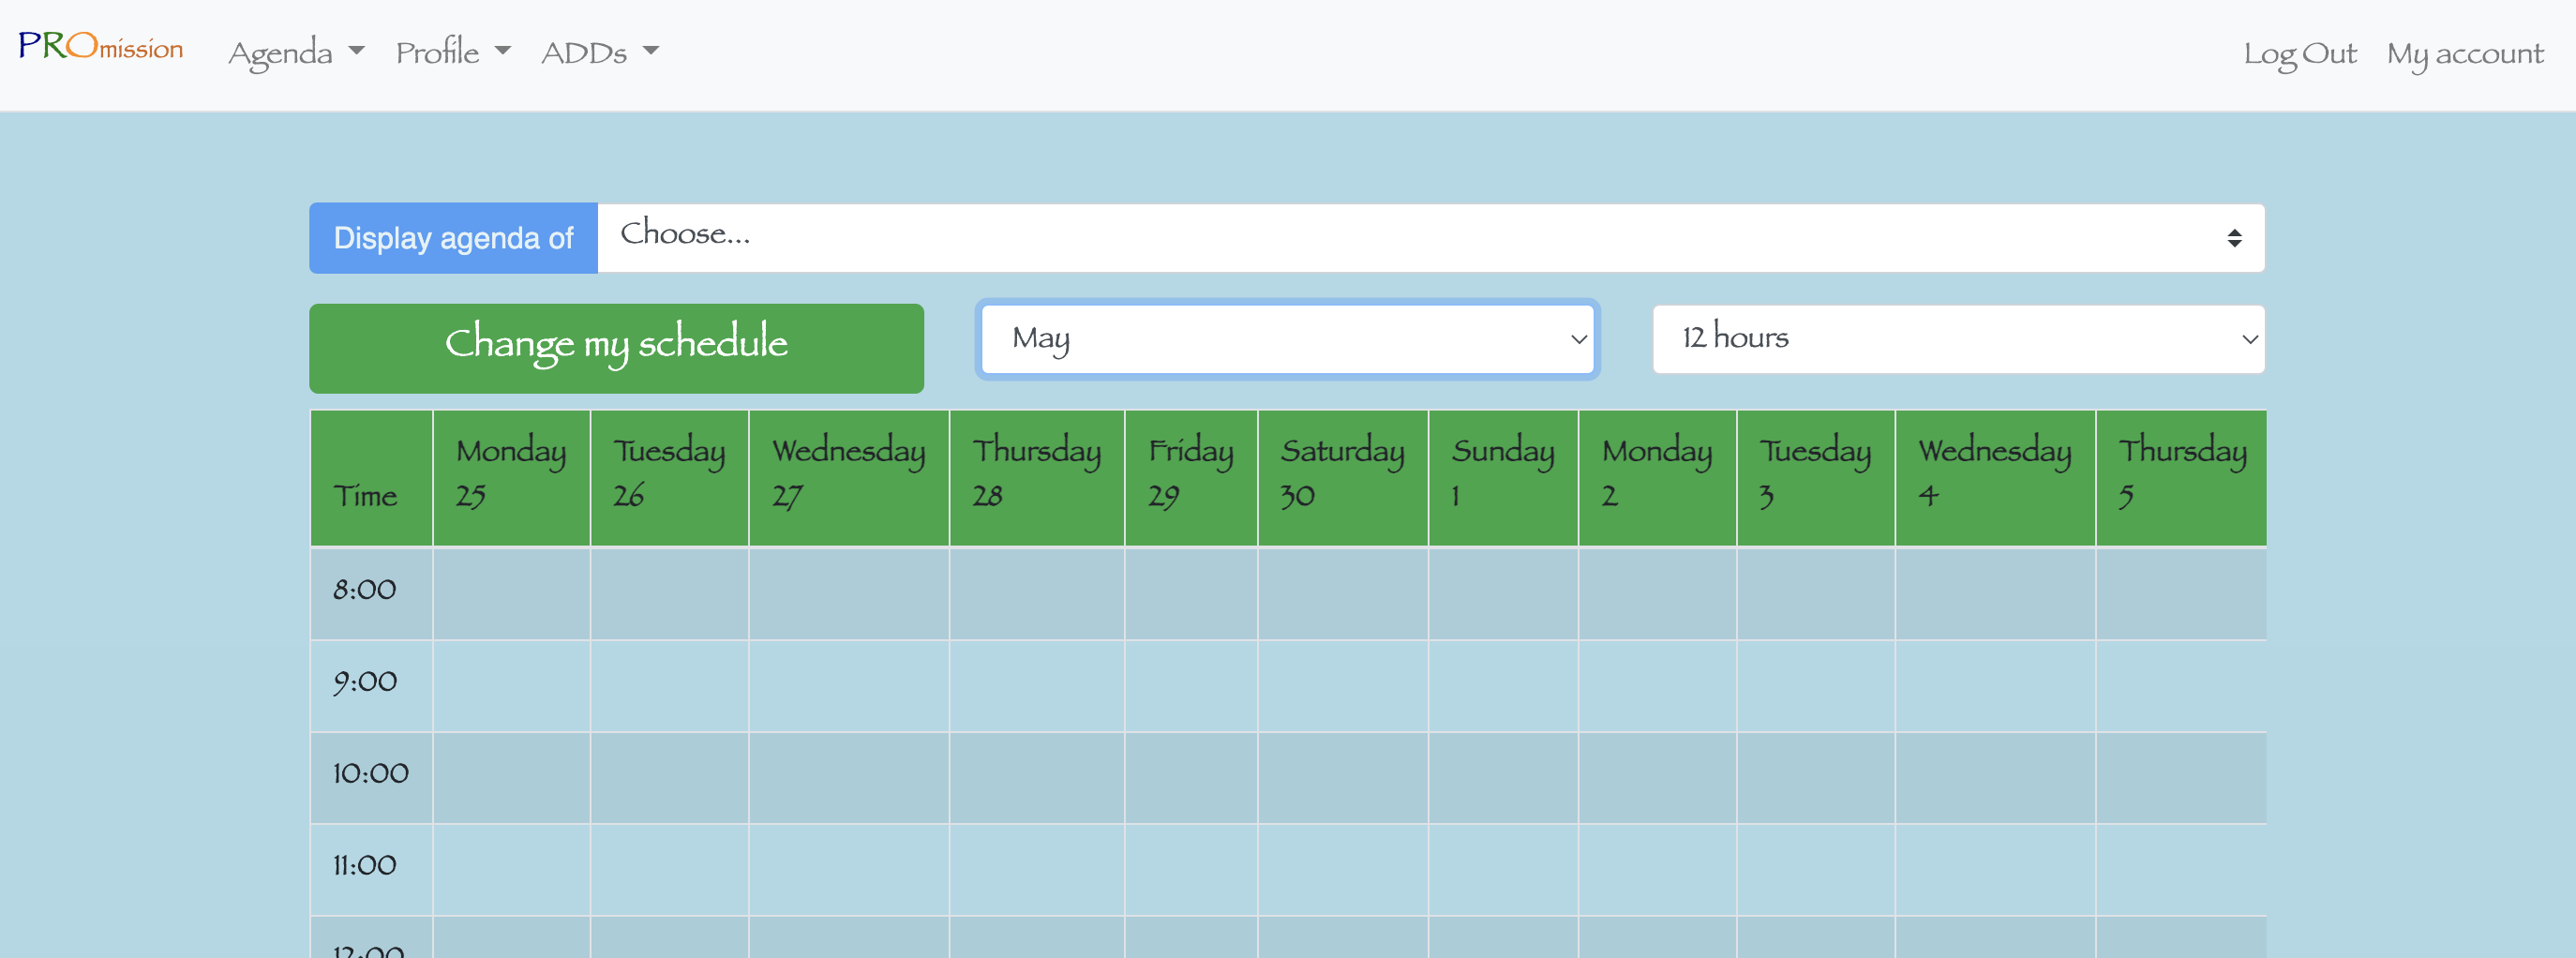 PROmission Agenda Profile ADDs Log Out My account
Display agenda of Choose...
Change my schedule May 12 hours
Time Monday 25 Tuesday 26 Wednesday 27 Thursday 28 Friday 29 Saturday 30 Sunday 1 Monday 2 Tuesday 3 Wednesday 4 Thursday 5
8:00
9:00
10:00
11:00
12:00